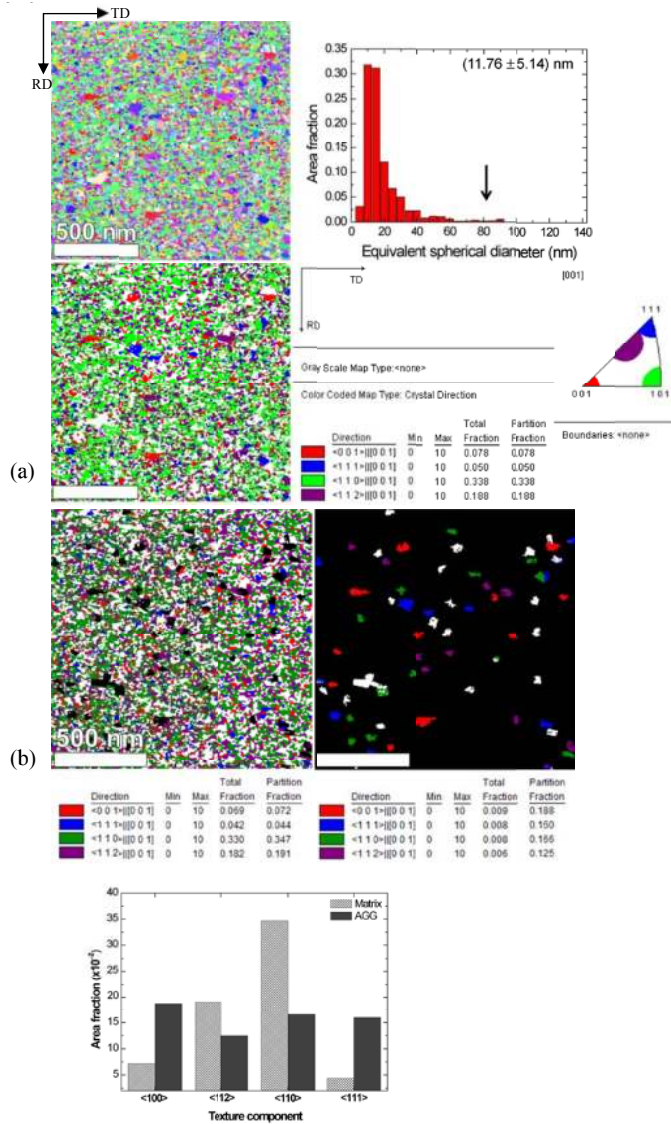 TD
RD
500 nm
(11.76 ±5.14) nm
Area fraction
0.35
0.30
0.25
0.20
0.15
0.10
0.05
0.00
0 20 40 60 80 100 120 140
Equivalent spherical diameter (nm)
TD
RD
[001]
Gray Scale Map Type:<none>
Color Coded Map Type: Crystal Direction
Total Partition
Direction Min Max Fraction Fraction
<0 0 1>||[0 0 1] 0 10 0.078 0.078
<1 1 1>||[0 0 1] 0 10 0.050 0.050
<1 1 0>||[0 0 1] 0 10 0.338 0.338
<1 1 2>||[0 0 1] 0 10 0.188 0.188
1 1 1
0 0 1
1 0 1
Boundaries: <none>
(a)
500 nm
(b)
Total Partition
Direction Min Max Fraction Fraction
<0 0 1>||[0 0 1] 0 10 0.069 0.072
<1 1 1>||[0 0 1] 0 10 0.042 0.044
<1 1 0>||[0 0 1] 0 10 0.330 0.347
<1 1 2>||[0 0 1] 0 10 0.182 0.191
Total Partition
Direction Min Max Fraction Fraction
<0 0 1>||[0 0 1] 0 10 0.009 0.188
<1 1 1>||[0 0 1] 0 10 0.008
<1 1 0>||[0 0 1] 0 10 0.008
<1 1 2>||[0 0 1] 0 10 0.006 0.125
Matrix
AGG
Area fraction (x10⁻²)
40
35
30
25
20
15
10
5
<100> <112> <110> <111>
Texture component